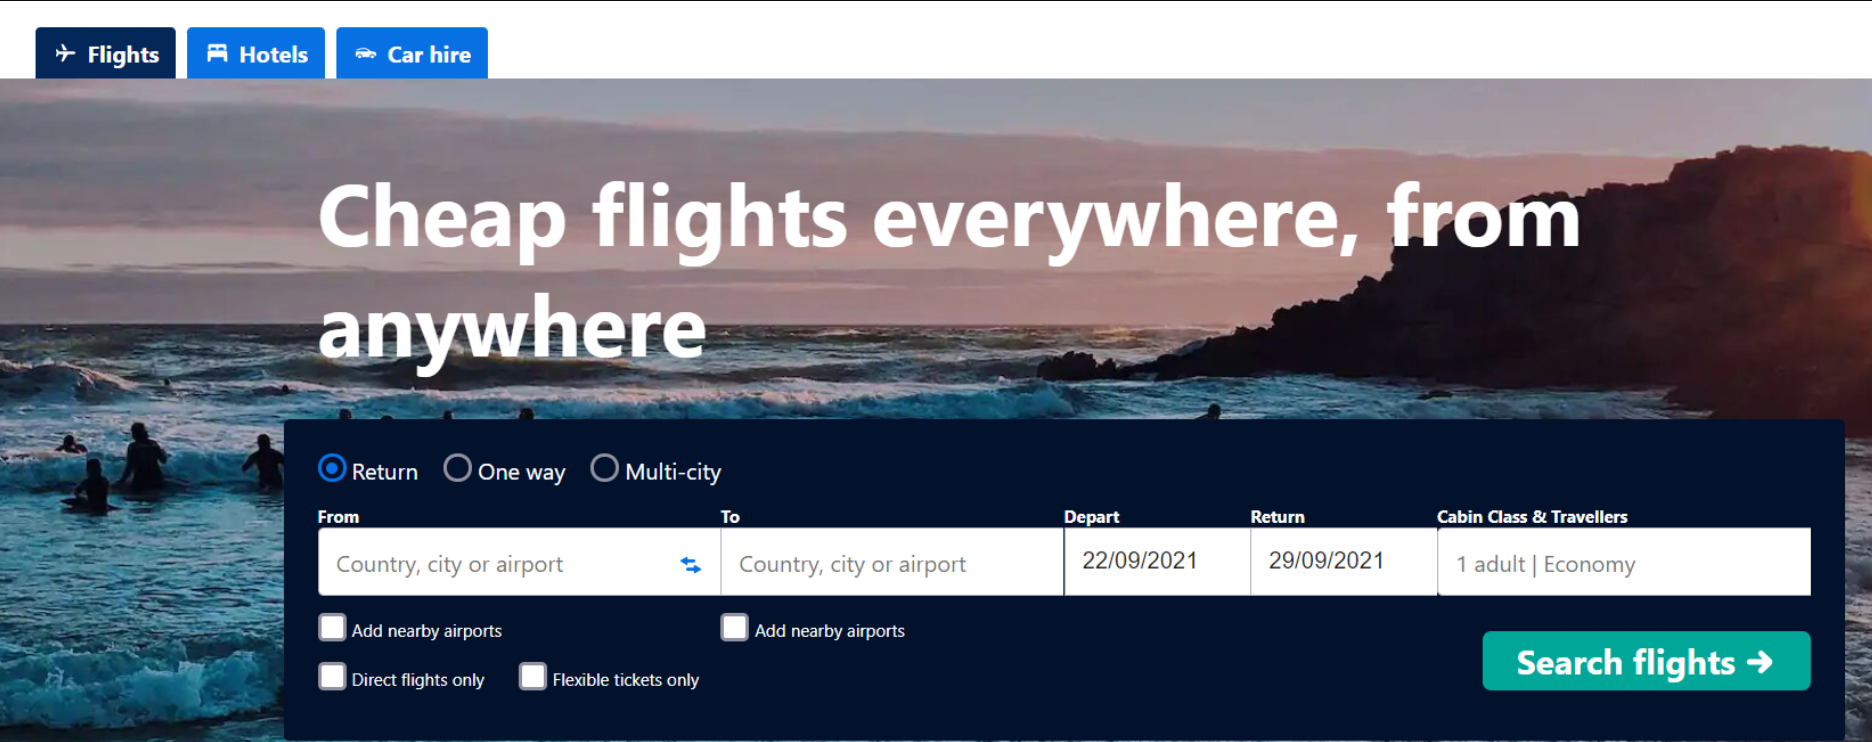 Flights Hotels Car hire
Cheap flights everywhere, from
anywhere
Return One way Multi-city
From To Depart Return Cabin Class & Travellers
Country, city or airport Country, city or airport 22/09/2021 29/09/2021 1 adult | Economy
Add nearby airports Add nearby airports
Direct flights only Flexible tickets only
Search flights →